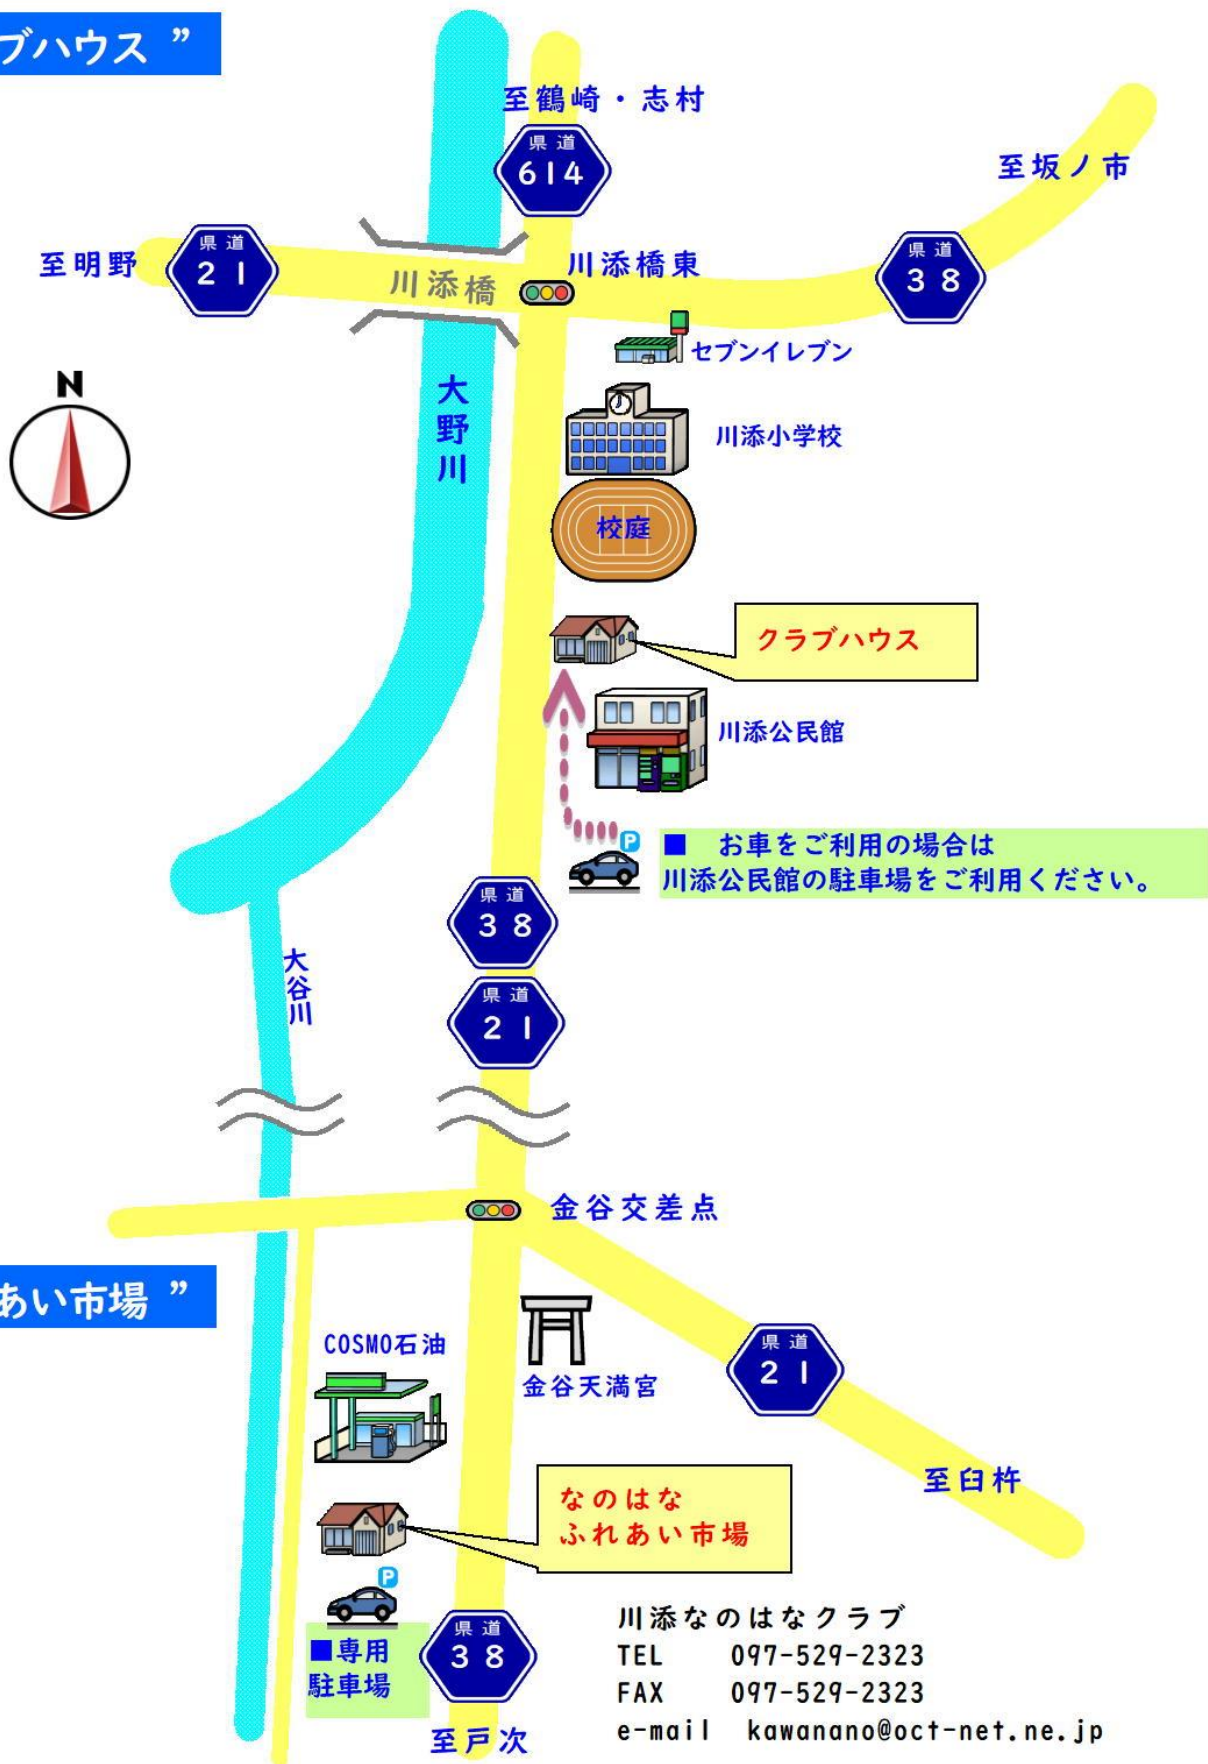 ブハウス ”
至鶴崎・志村
県道
614
至坂ノ市
至明野
県道
21
川添橋
川添橋東
県道
38
セブンイレブン
N
大野川
川添小学校
校庭
クラブハウス
川添公民館
P
■ お車をご利用の場合は
川添公民館の駐車場をご利用ください。
県道
38
大谷川
県道
21
金谷交差点
あい市場 ”
COSMO石油
金谷天満宮
県道
21
至臼杵
なのはな
ふれあい市場
P
■専用
駐車場
県道
38
至戸次
川添なのはなクラブ
TEL 097-529-2323
FAX 097-529-2323
e-mail kawanano@oct-net.ne.jp